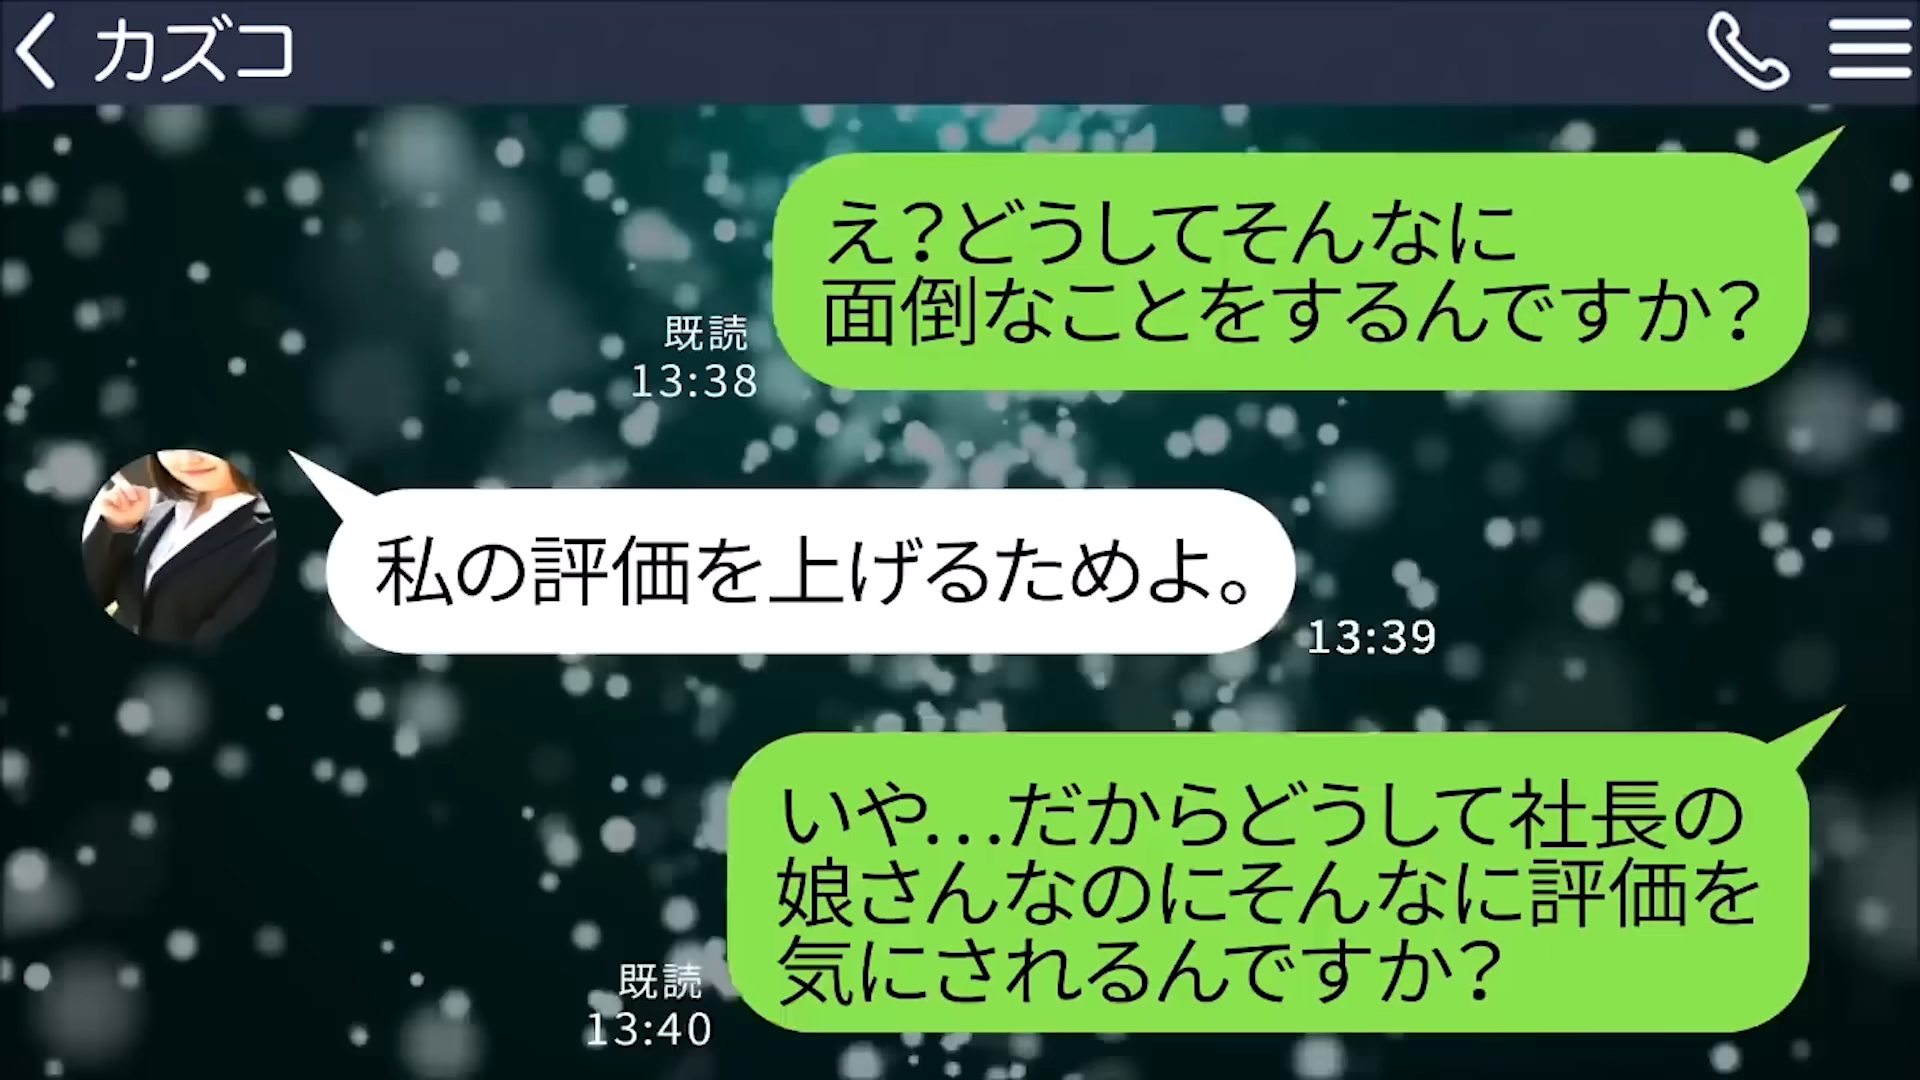 カズコ
え？どうしてそんなに
面倒なことをするんですか？
既読
13:38
私の評価を上げるためよ。
13:39
いや…だからどうして社長の
娘さんなのにそんなに評価を
気にされるんですか？
既読
13:40